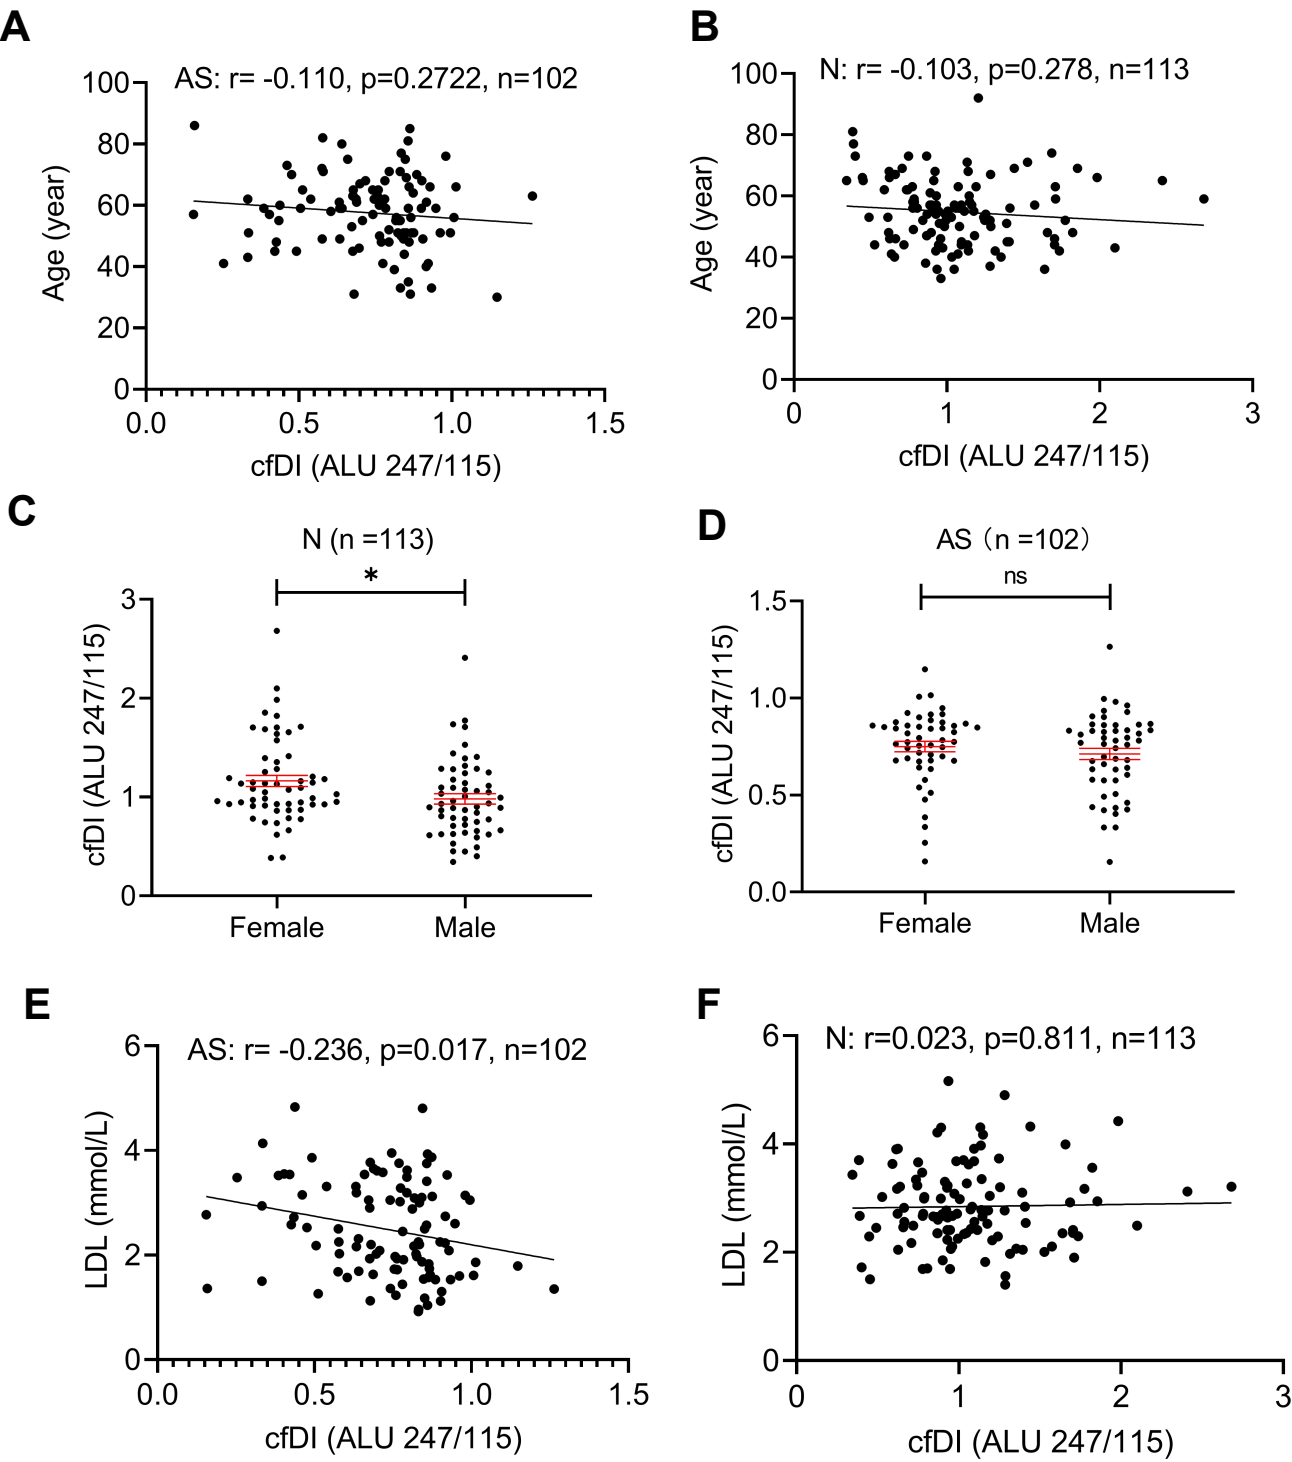 A
AS: r= -0.110, p=0.2722, n=102
100
80
60
40
20
0
Age (year)
0.0 0.5 1.0 1.5
cfDI (ALU 247/115)
B
N: r= -0.103, p=0.278, n=113
100
80
60
40
20
0
Age (year)
0 1 2 3
cfDI (ALU 247/115)
C
N (n =113)
*
3
2
1
0
cfDI (ALU 247/115)
Female Male
D
AS（n =102）
ns
1.5
1.0
0.5
0.0
cfDI (ALU 247/115)
Female Male
E
AS: r= -0.236, p=0.017, n=102
6
4
2
0
LDL (mmol/L)
0.0 0.5 1.0 1.5
cfDI (ALU 247/115)
F
N: r=0.023, p=0.811, n=113
6
4
2
0
LDL (mmol/L)
0 1 2 3
cfDI (ALU 247/115)